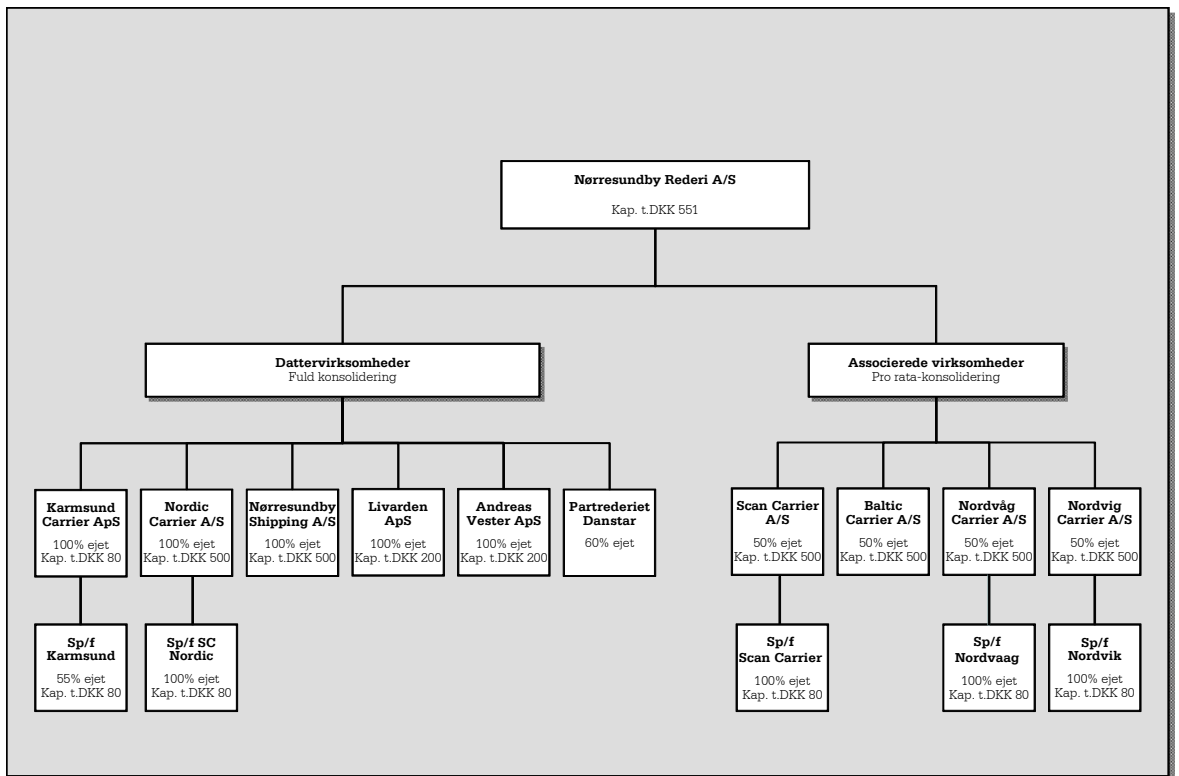 Nørresundby Rederi A/S
Kap. t.DKK 551
Dattervirksomheder
Fuld konsolidering
Associerede virksomheder
Pro rata-konsolidering
Karmsund
Carrier ApS
100% ejet
Kap. t.DKK 80
Nordic
Carrier A/S
100% ejet
Kap. t.DKK 500
Nørresundby
Shipping A/S
100% ejet
Kap. t.DKK 500
Livarden
ApS
100% ejet
Kap. t.DKK 200
Andreas
Vester ApS
100% ejet
Kap. t.DKK 200
Partrederiet
Danstar
60% ejet
Scan Carrier
A/S
50% ejet
Kap. t.DKK 500
Baltic
Carrier A/S
50% ejet
Kap. t.DKK 500
Nordvåg
Carrier A/S
50% ejet
Kap. t.DKK 500
Nordvig
Carrier A/S
50% ejet
Kap. t.DKK 500
Sp/f
Karmsund
55% ejet
Kap. t.DKK 80
Sp/f SC
Nordic
100% ejet
Kap. t.DKK 80
Sp/f
Scan Carrier
100% ejet
Kap. t.DKK 80
Sp/f
Nordvaag
100% ejet
Kap. t.DKK 80
Sp/f
Nordvik
100% ejet
Kap. t.DKK 80